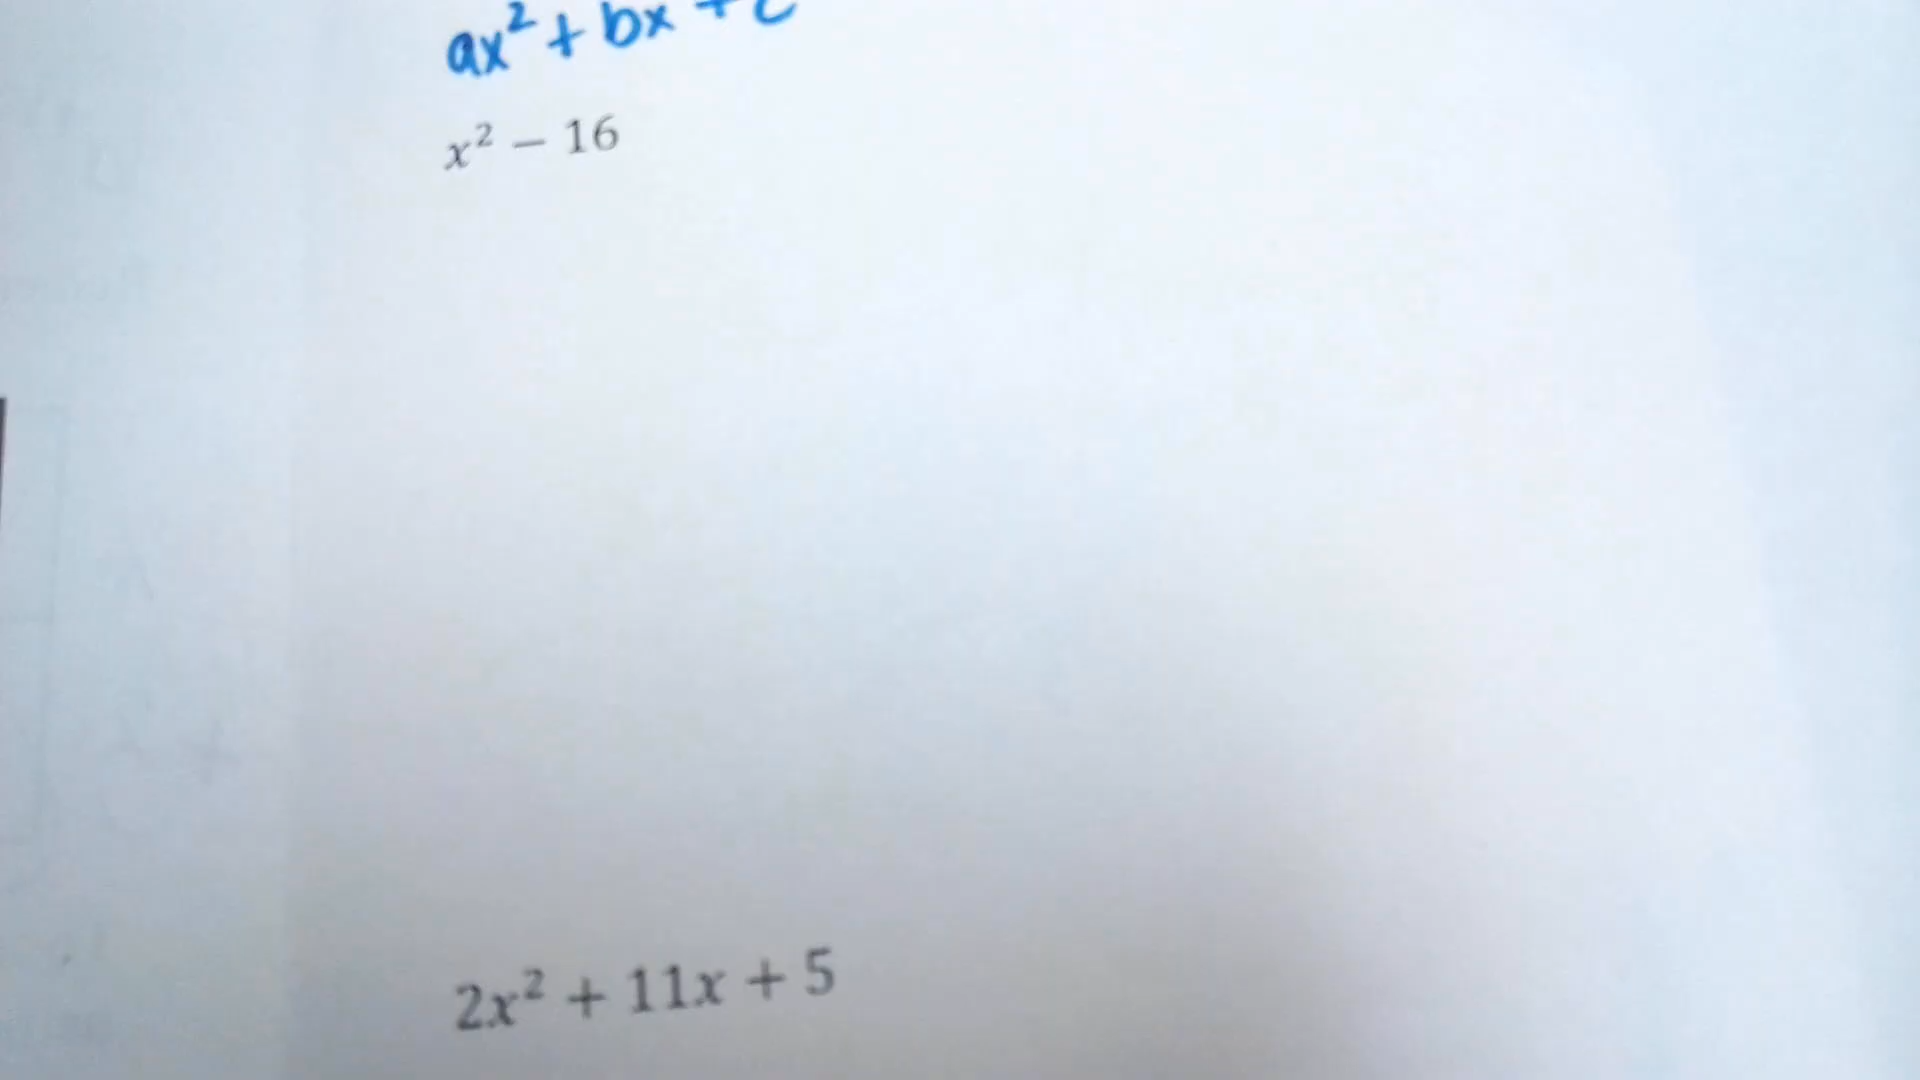 ax² + bx + c
x² − 16
2x² + 11x + 5